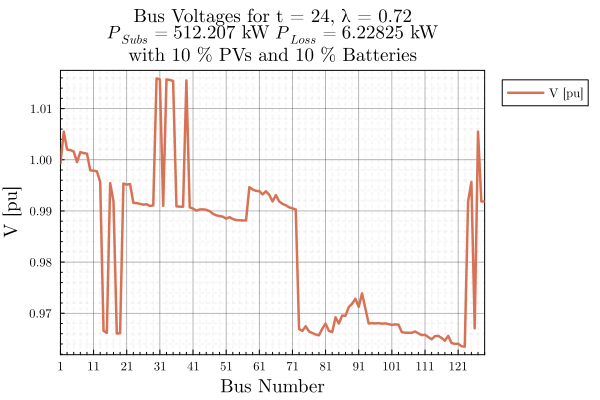 Bus Voltages for t = 24, λ = 0.72
P_Subs = 512.207 kW P_Loss = 6.22825 kW
with 10 % PVs and 10 % Batteries
V [pu]
1.01
1.00
0.99
0.98
0.97
V [pu]
1 11 21 31 41 51 61 71 81 91 101 111 121
Bus Number